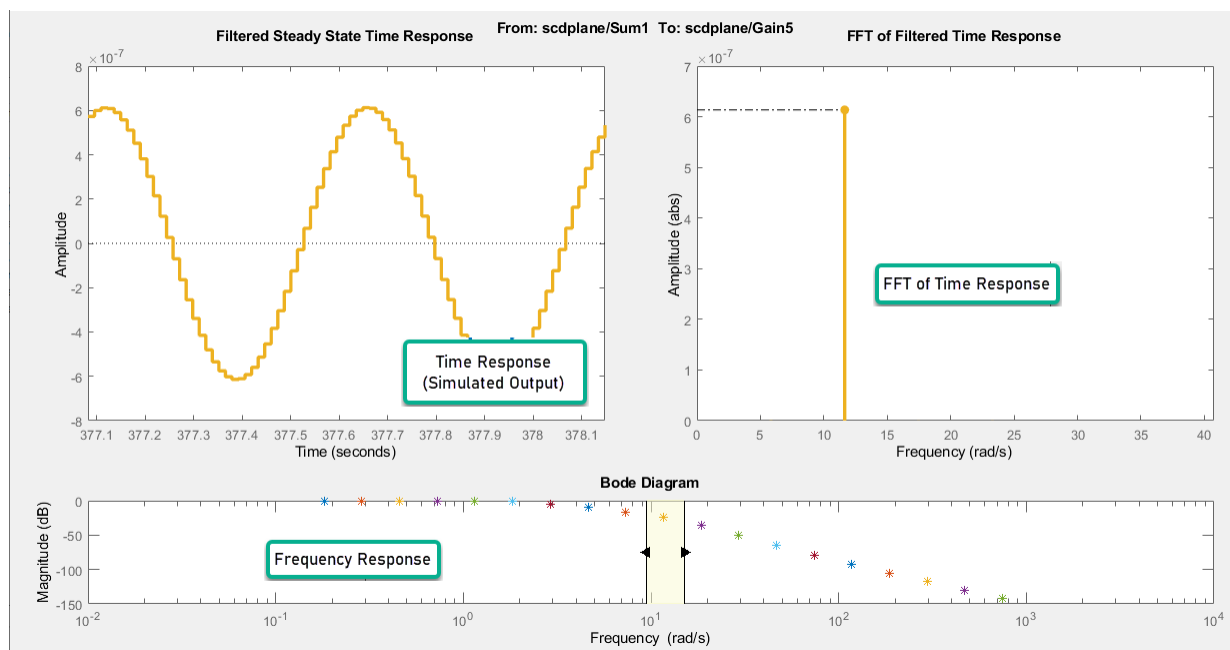 From: scdplane/Sum1 To: scdplane/Gain5
Filtered Steady State Time Response
×10⁻⁷
8
6
4
2
0
-2
-4
-6
-8
Amplitude
377.1 377.2 377.3 377.4 377.5 377.6 377.7 377.8 377.9 378 378.1
Time (seconds)
Time Response
(Simulated Output)
FFT of Filtered Time Response
×10⁻⁷
7
6
5
4
3
2
1
0
Amplitude (abs)
0 5 10 15 20 25 30 35 40
Frequency (rad/s)
FFT of Time Response
Bode Diagram
0
-50
-100
-150
Magnitude (dB)
Frequency Response
10⁻² 10⁻¹ 10⁰ 10¹ 10² 10³ 10⁴
Frequency (rad/s)